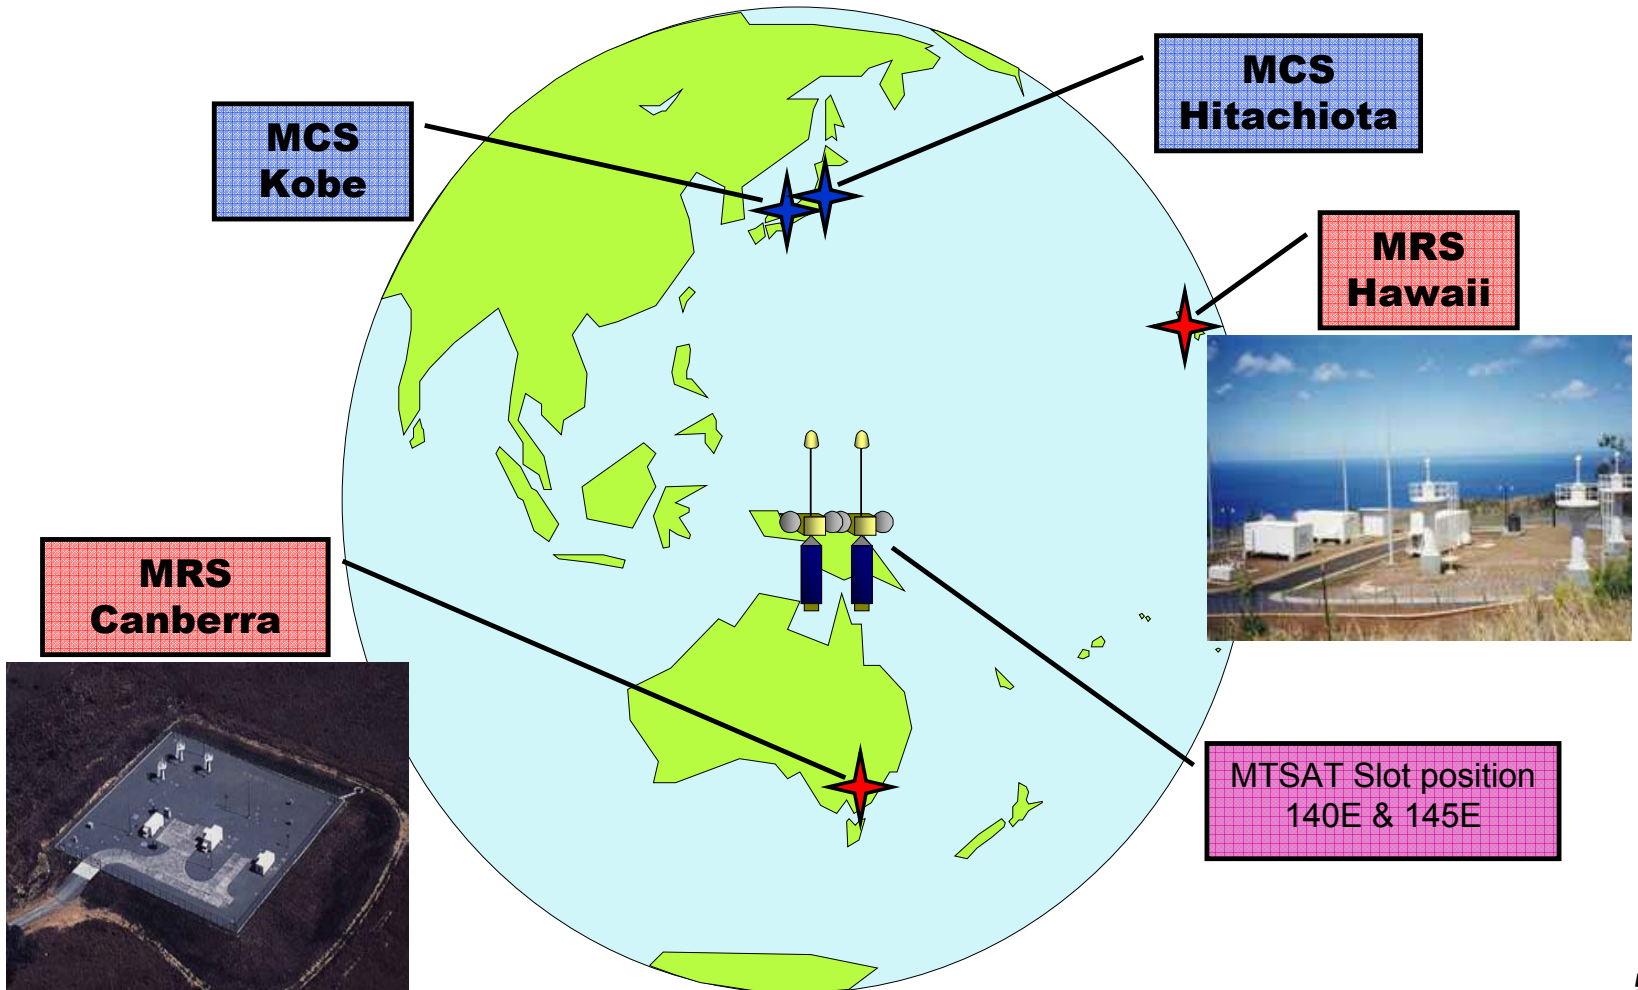 MCS
Hitachiota
MCS
Kobe
MRS
Hawaii
MRS
Canberra
MTSAT Slot position
140E & 145E